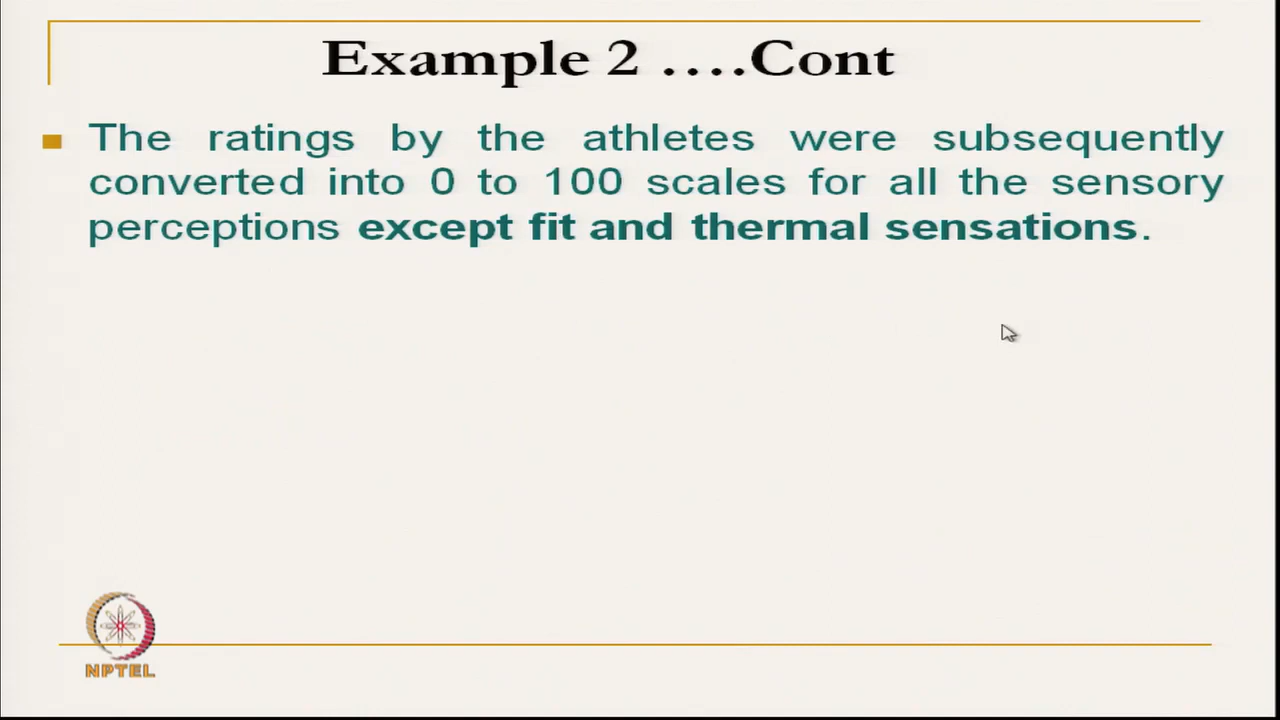 Example 2 ....Cont
The ratings by the athletes were subsequently
converted into 0 to 100 scales for all the sensory
perceptions except fit and thermal sensations.
NPTEL